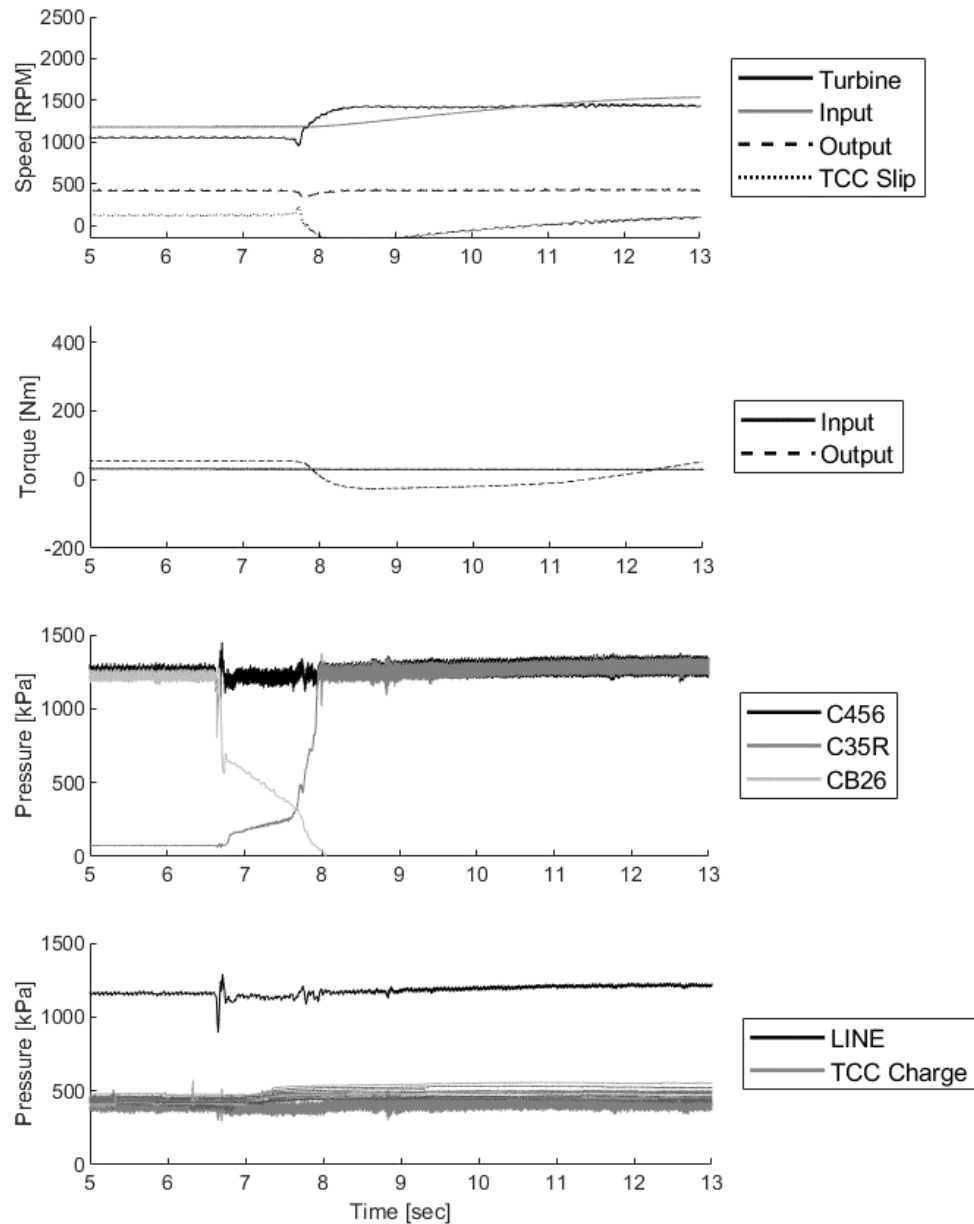 2500
2000
1500
1000
500
0
Speed [RPM]
5 6 7 8 9 10 11 12 13
Turbine
Input
Output
TCC Slip
400
200
0
-200
Torque [Nm]
5 6 7 8 9 10 11 12 13
Input
Output
1500
1000
500
0
Pressure [kPa]
5 6 7 8 9 10 11 12 13
C456
C35R
CB26
1500
1000
500
0
Pressure [kPa]
5 6 7 8 9 10 11 12 13
Time [sec]
LINE
TCC Charge